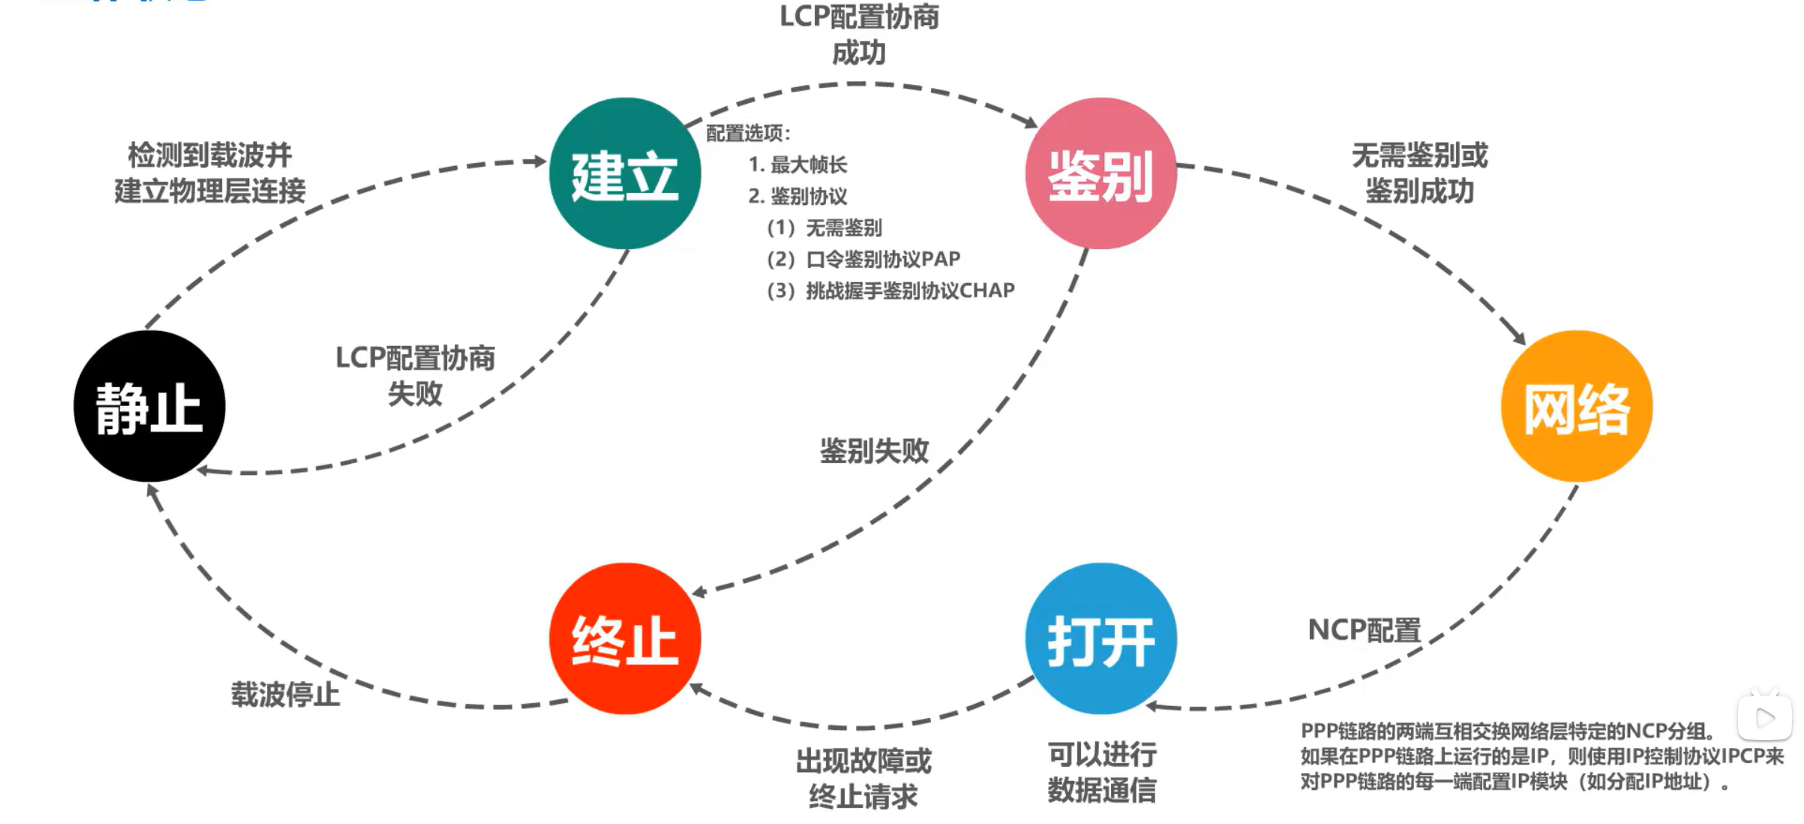 LCP配置协商
成功
检测到载波并
建立物理层连接
建立
配置选项：
1. 最大帧长
2. 鉴别协议
（1）无需鉴别
（2）口令鉴别协议PAP
（3）挑战握手鉴别协议CHAP
鉴别
无需鉴别或
鉴别成功
静止
LCP配置协商
失败
网络
鉴别失败
终止
打开
NCP配置
载波停止
出现故障或
终止请求
可以进行
数据通信
PPP链路的两端互相交换网络层特定的NCP分组。
如果在PPP链路上运行的是IP，则使用IP控制协议IPCP来
对PPP链路的每一端配置IP模块（如分配IP地址）。